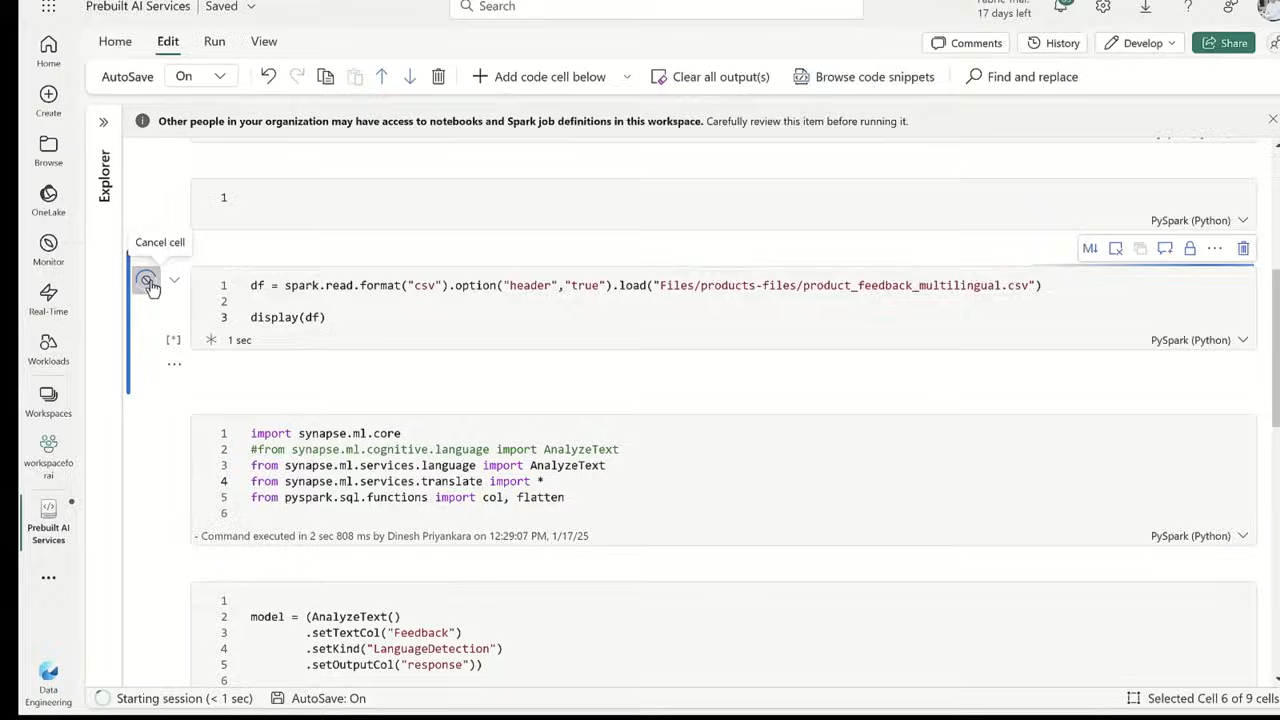 Prebuilt AI Services
Saved
Search
Fabric Trial:
17 days left
Home
Edit
Run
View
Comments
History
Develop
Share
AutoSave
On
Add code cell below
Clear all output(s)
Browse code snippets
Find and replace
Home
Create
Browse
OneLake
Monitor
Real-Time
Workloads
Workspaces
workspacefo
rai
Prebuilt AI
Services
Data
Engineering
Explorer
Other people in your organization may have access to notebooks and Spark job definitions in this workspace. Carefully review this item before running it.
1
PySpark (Python)
Cancel cell
M↓
1 df = spark.read.format("csv").option("header","true").load("Files/products-files/product_feedback_multilingual.csv")
2
3 display(df)
[*]
1 sec
PySpark (Python)
1 import synapse.ml.core
2 #from synapse.ml.cognitive.language import AnalyzeText
3 from synapse.ml.services.language import AnalyzeText
4 from synapse.ml.services.translate import *
5 from pyspark.sql.functions import col, flatten
6
- Command executed in 2 sec 808 ms by Dinesh Priyankara on 12:29:07 PM, 1/17/25
PySpark (Python)
1
2 model = (AnalyzeText()
3 .setTextCol("Feedback")
4 .setKind("LanguageDetection")
5 .setOutputCol("response"))
6
Starting session (< 1 sec)
AutoSave: On
Selected Cell 6 of 9 cells